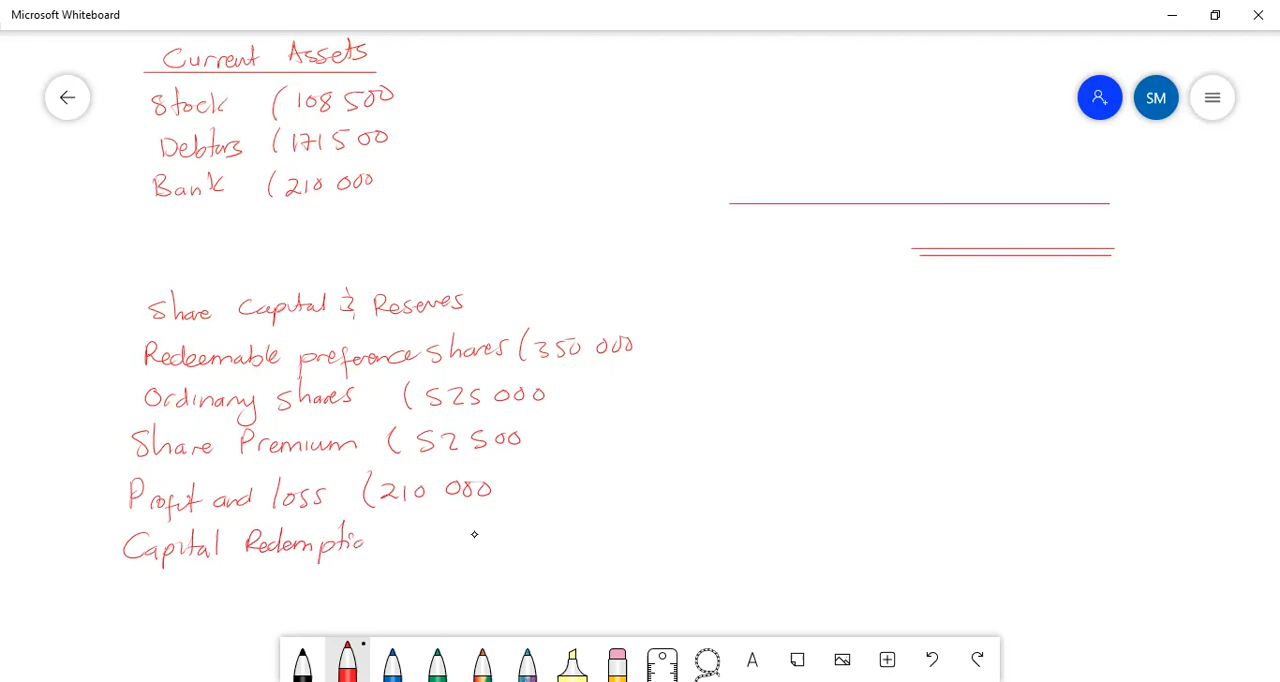 Microsoft Whiteboard
Current Assets
Stock (108 500
SM
Debtors (171 500
Bank (210 000
Share Capital & Reserves
Redeemable preference shares (350 000
Ordinary shares (525 000
Share Premium (52 500
Profit and loss (210 000
Capital Redemptio
A